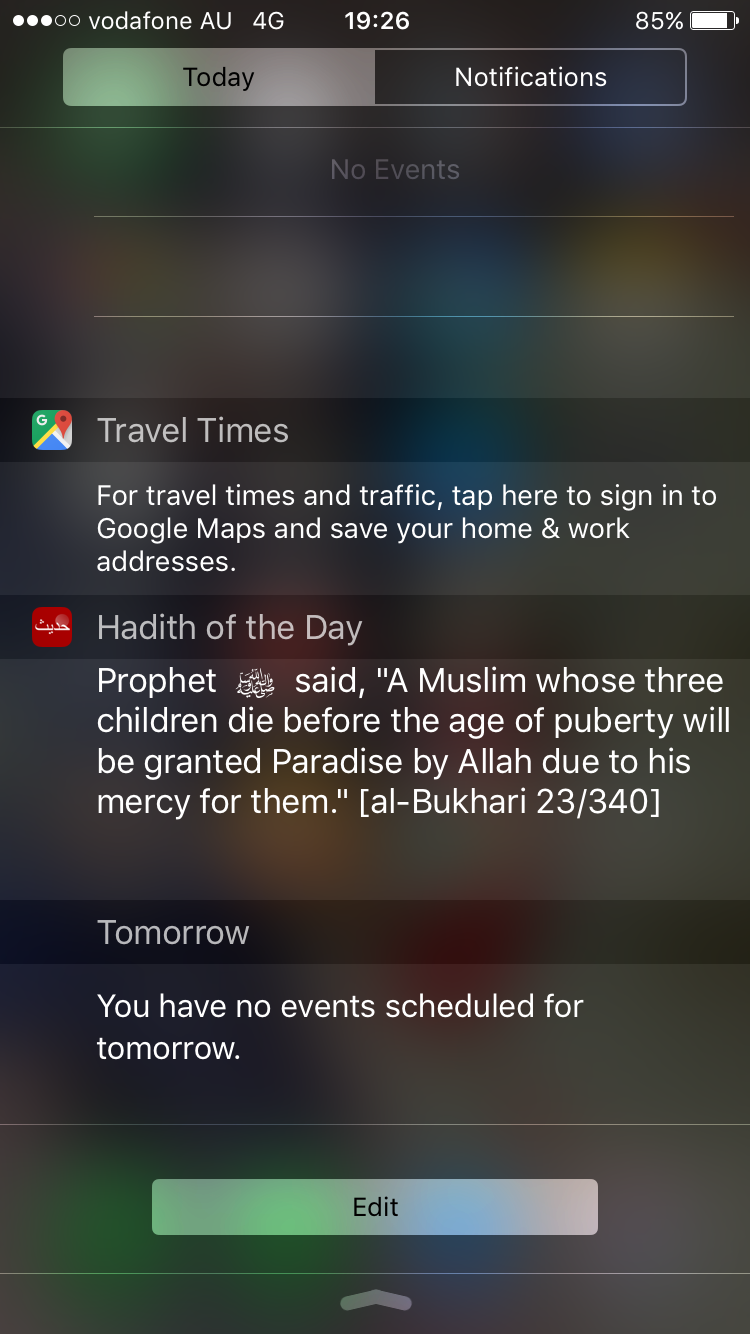 vodafone AU 4G 19:26 85%
Today Notifications
No Events
Travel Times
For travel times and traffic, tap here to sign in to
Google Maps and save your home & work
addresses.
حديث Hadith of the Day
Prophet ﷺ said, "A Muslim whose three
children die before the age of puberty will
be granted Paradise by Allah due to his
mercy for them." [al-Bukhari 23/340]
Tomorrow
You have no events scheduled for
tomorrow.
Edit